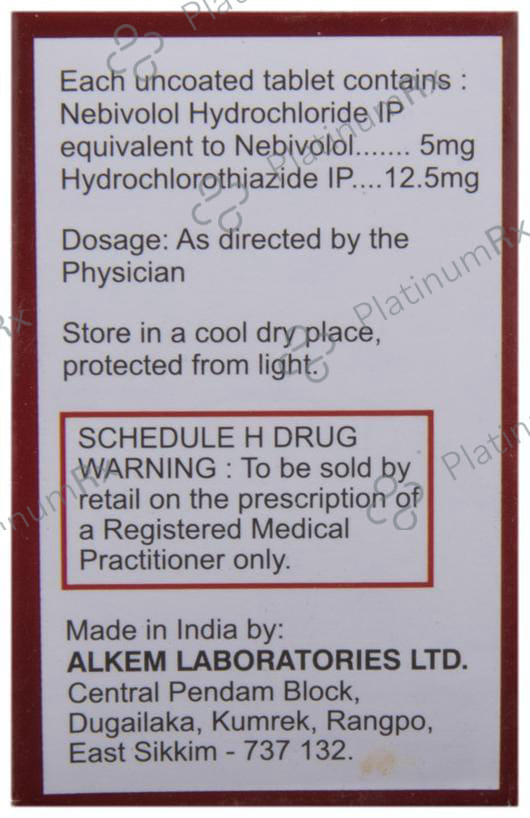 Each uncoated tablet contains :
Nebivolol Hydrochloride IP
equivalent to Nebivolol....... 5mg
Hydrochlorothiazide IP....12.5mg
Dosage: As directed by the
Physician
Store in a cool dry place,
protected from light.
SCHEDULE H DRUG
WARNING : To be sold by
retail on the prescription of
a Registered Medical
Practitioner only.
Made in India by:
ALKEM LABORATORIES LTD.
Central Pendam Block,
Dugailaka, Kumrek, Rangpo,
East Sikkim - 737 132.
PlatinumRx
PlatinumRx
PlatinumRx